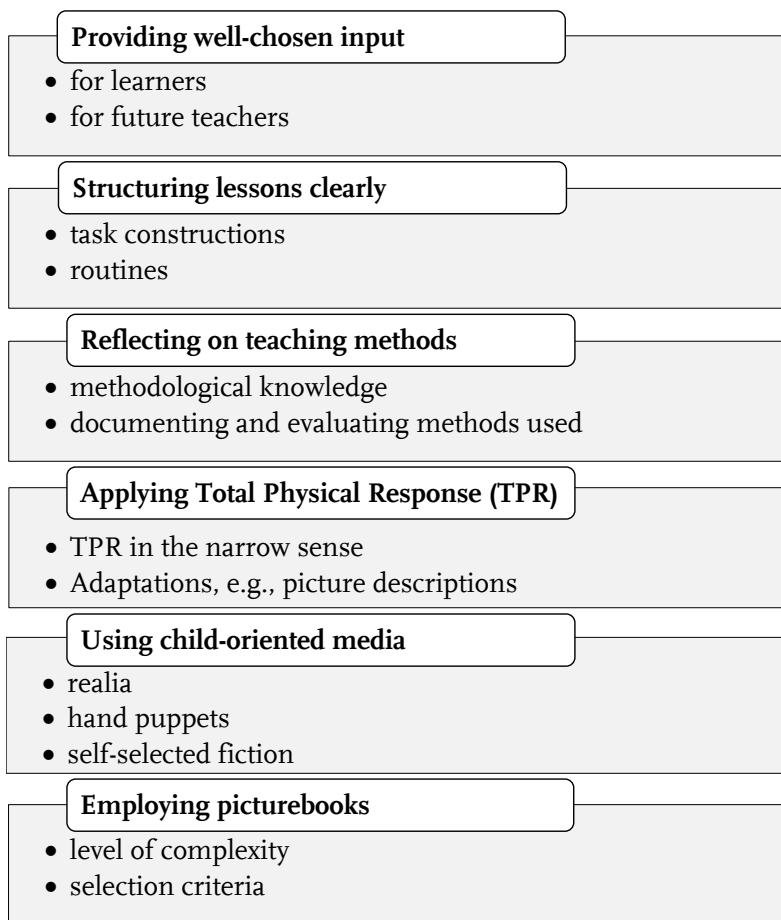 Providing well-chosen input
• for learners
• for future teachers
Structuring lessons clearly
• task constructions
• routines
Reflecting on teaching methods
• methodological knowledge
• documenting and evaluating methods used
Applying Total Physical Response (TPR)
• TPR in the narrow sense
• Adaptations, e.g., picture descriptions
Using child-oriented media
• realia
• hand puppets
• self-selected fiction
Employing picturebooks
• level of complexity
• selection criteria